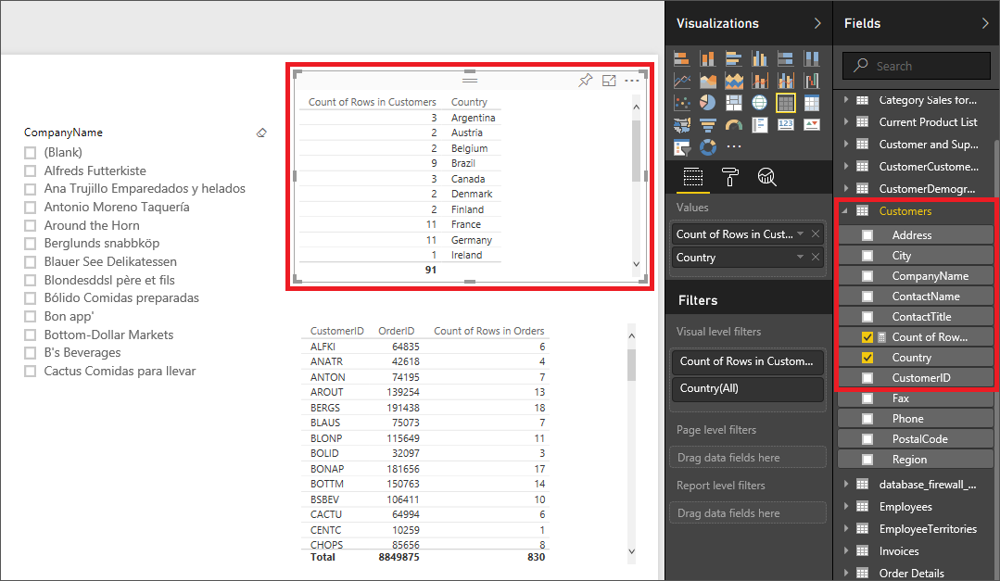 CompanyName
(Blank)
Alfreds Futterkiste
Ana Trujillo Emparedados y helados
Antonio Moreno Taquería
Around the Horn
Berglunds snabbköp
Blauer See Delikatessen
Blondesddsl père et fils
Bólido Comidas preparadas
Bon app'
Bottom-Dollar Markets
B's Beverages
Cactus Comidas para llevar
Count of Rows in Customers Country
3 Argentina
2 Austria
2 Belgium
9 Brazil
3 Canada
2 Denmark
2 Finland
11 France
11 Germany
1 Ireland
91
CustomerID OrderID Count of Rows in Orders
ALFKI 64835 6
ANATR 42618 4
ANTON 74195 7
AROUT 139254 13
BERGS 191438 18
BLAUS 75073 7
BLONP 115649 11
BOLID 32097 3
BONAP 181656 17
BOTTM 150763 14
BSBEV 106411 10
CACTU 64994 6
CENTC 10259 1
CHOPS 85656 8
Total 8849875 830
Visualizations
123
Values
Count of Rows in Cust...
Country
Filters
Visual level filters
Count of Rows in Custom...
Country(All)
Page level filters
Drag data fields here
Report level filters
Drag data fields here
Fields
Search
Category Sales for...
Current Product List
Customer and Sup...
CustomerCustome...
CustomerDemogr...
Customers
Address
City
CompanyName
ContactName
ContactTitle
Count of Row...
Country
CustomerID
Fax
Phone
PostalCode
Region
database_firewall_...
Employees
EmployeeTerritories
Invoices
Order Details